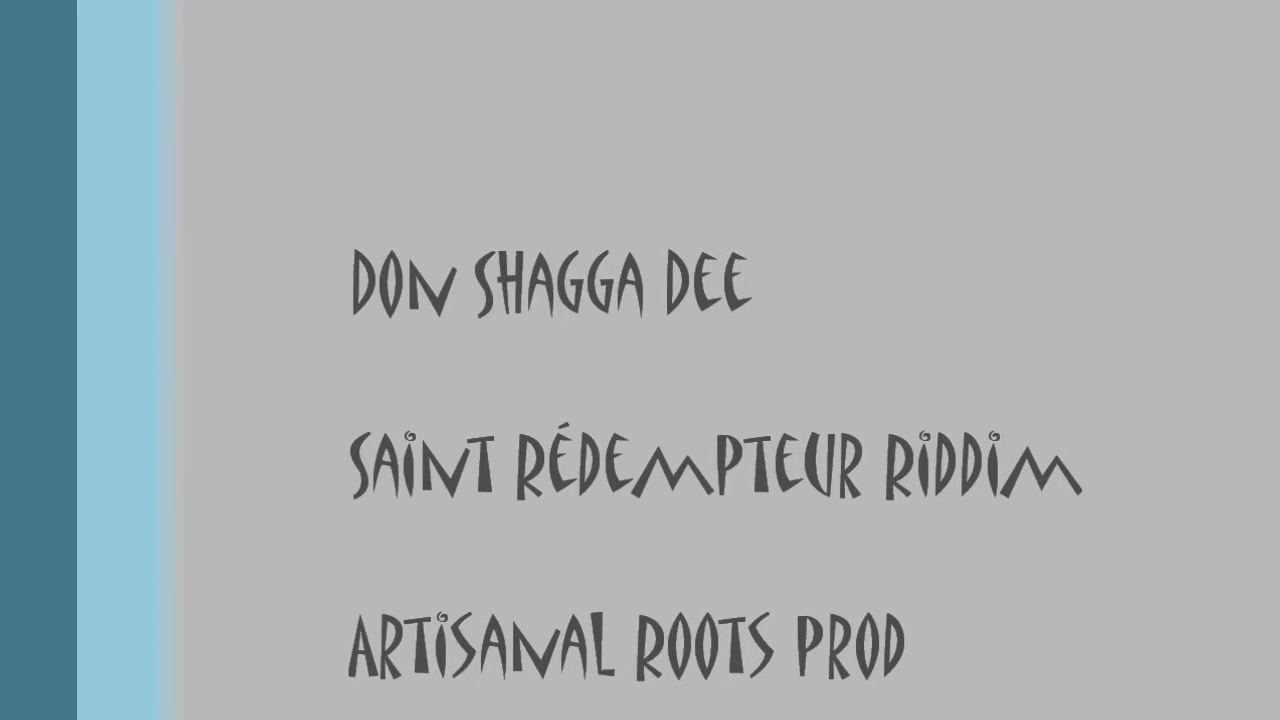 DON SHAGGA DEE
SAINT RÉDEMPTEUR RIDDIM
ARTISANAL ROOTS PROD